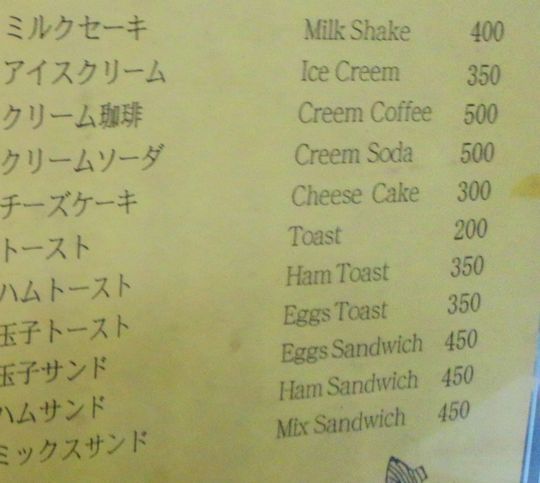 ミルクセーキ Milk Shake 400
アイスクリーム Ice Creem 350
クリーム珈琲 Creem Coffee 500
クリームソーダ Creem Soda 500
チーズケーキ Cheese Cake 300
トースト Toast 200
ハムトースト Ham Toast 350
玉子トースト Eggs Toast 350
玉子サンド Eggs Sandwich 450
ハムサンド Ham Sandwich 450
ミックスサンド Mix Sandwich 450